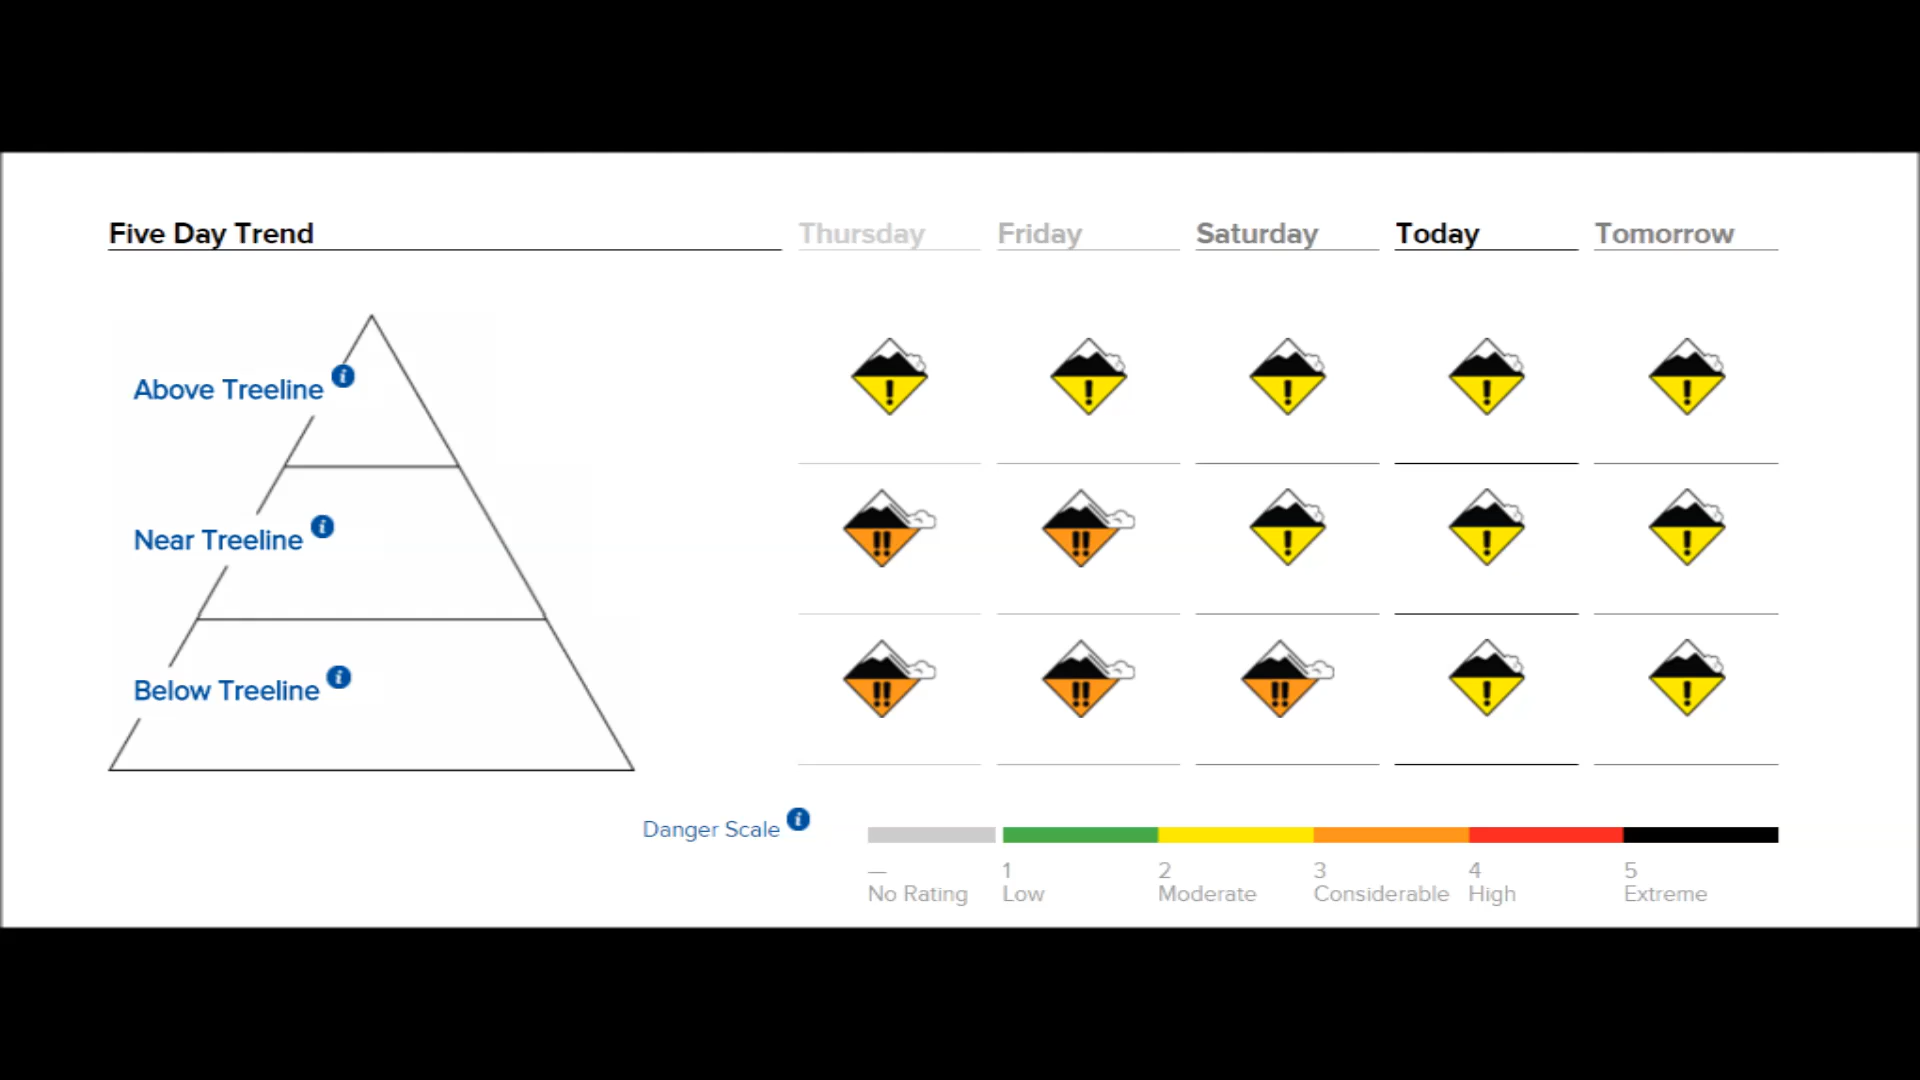 Five Day Trend Thursday Friday Saturday Today Tomorrow
Above Treeline i
! ! ! ! !
Near Treeline i
!! !! ! ! !
Below Treeline i
!! !! !! ! !
Danger Scale i
— 1 2 3 4 5
No Rating Low Moderate Considerable High Extreme